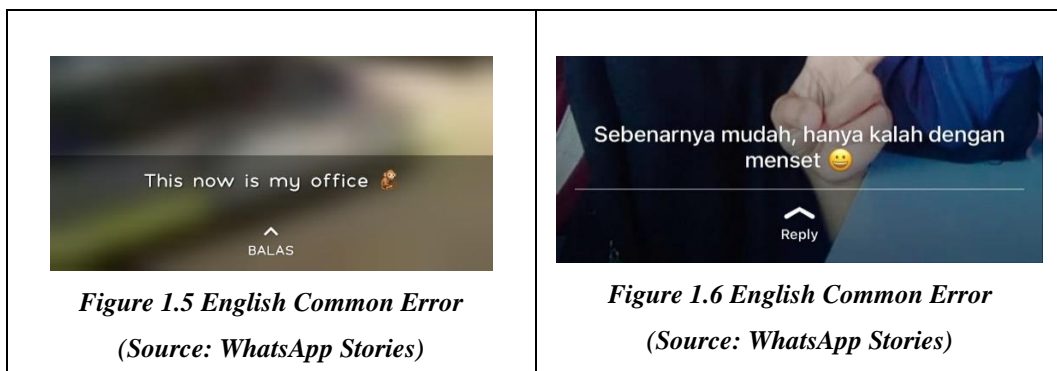 This now is my office 🙊
BALAS
Figure 1.5 English Common Error
(Source: WhatsApp Stories)
Sebenarnya mudah, hanya kalah dengan
menset 😀
Reply
Figure 1.6 English Common Error
(Source: WhatsApp Stories)